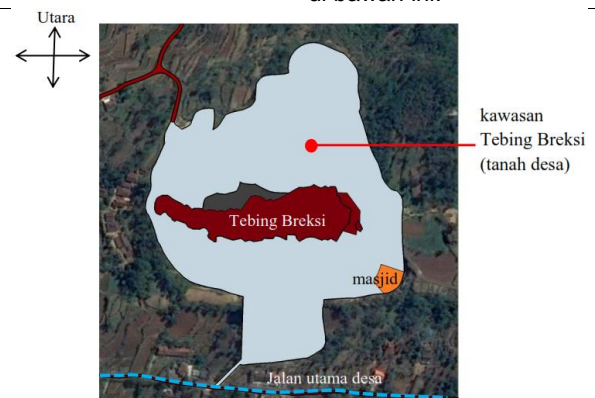 Utara
kawasan
Tebing Breksi
(tanah desa)
Tebing Breksi
masjid
Jalan utama desa